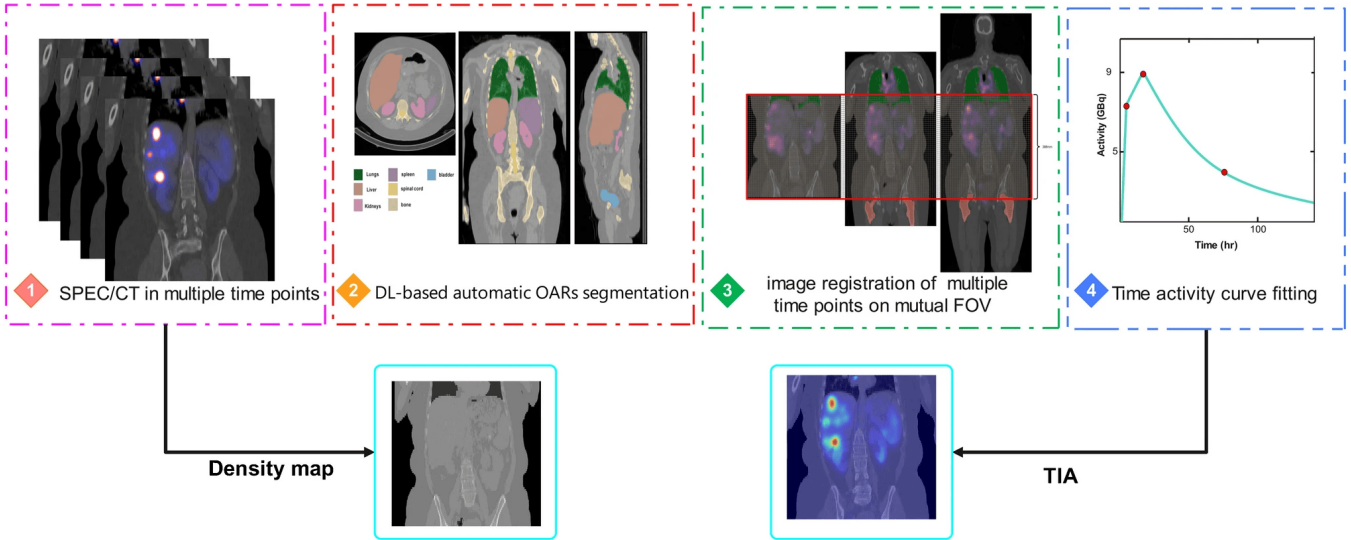 Lungs
spleen
bladder
Liver
spinal cord
Kidneys
bone
1
SPEC/CT in multiple time points
2
DL-based automatic OARs segmentation
3
image registration of multiple
time points on mutual FOV
9
5
Activity (GBq)
50
100
Time (hr)
4
Time activity curve fitting
Density map
TIA